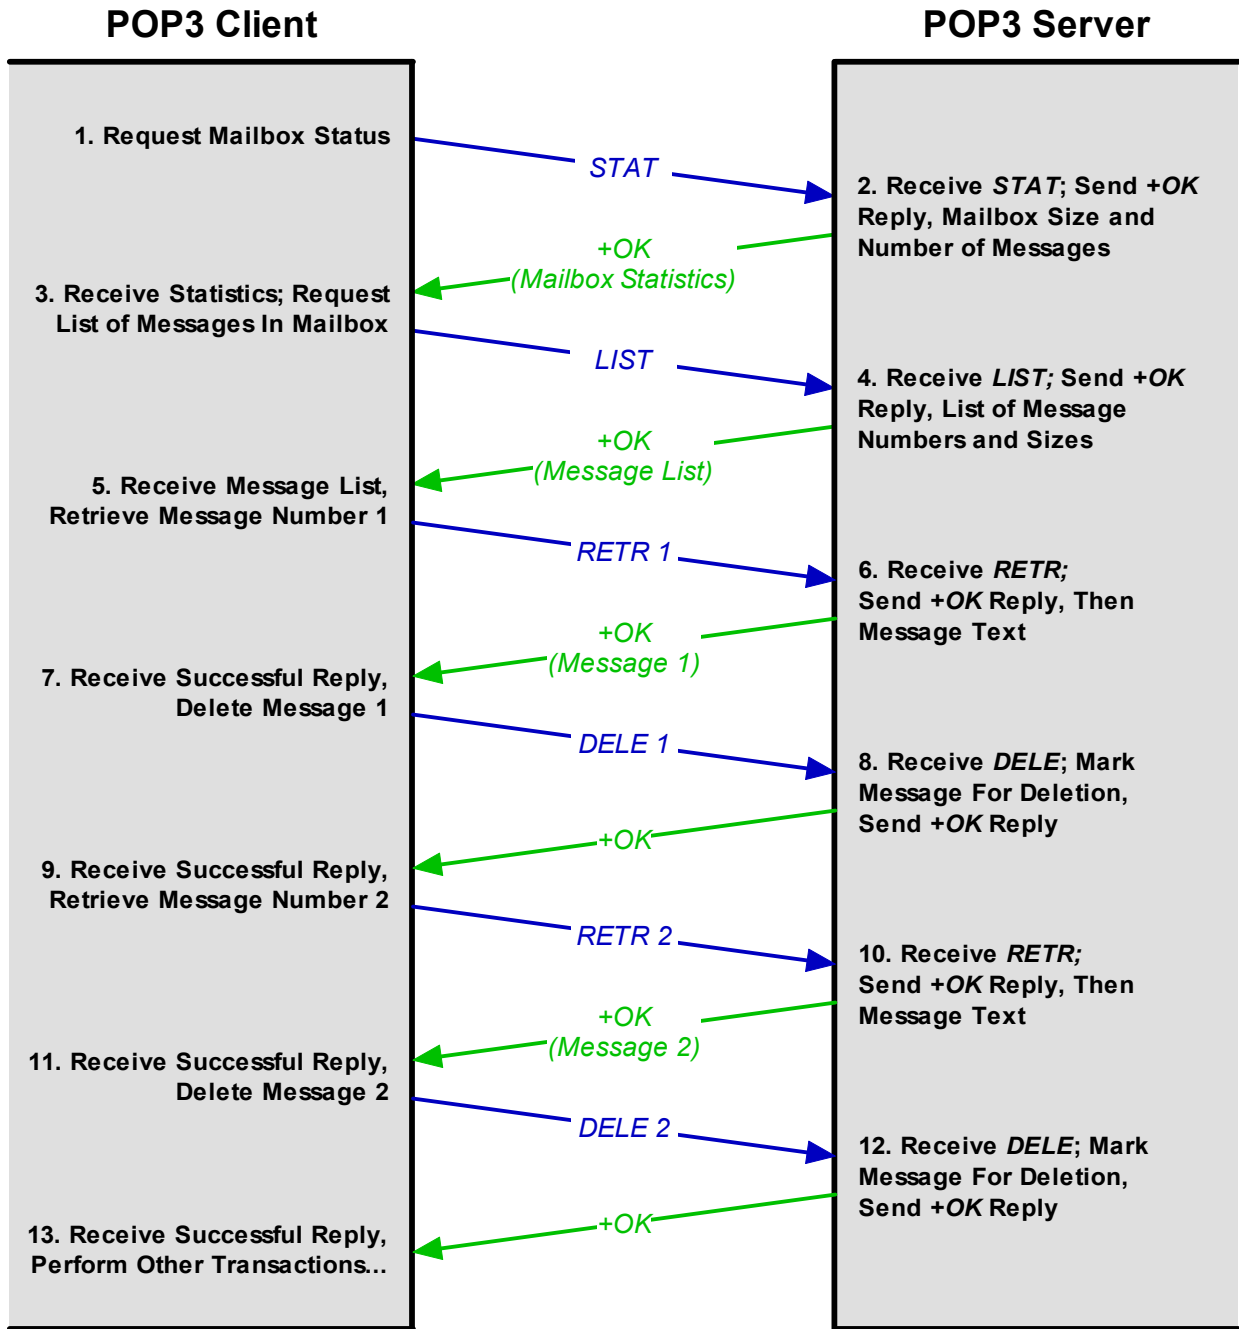 POP3 Client
POP3 Server
1. Request Mailbox Status
STAT
2. Receive STAT; Send +OK
Reply, Mailbox Size and
Number of Messages
+OK
(Mailbox Statistics)
3. Receive Statistics; Request
List of Messages In Mailbox
LIST
4. Receive LIST; Send +OK
Reply, List of Message
Numbers and Sizes
+OK
(Message List)
5. Receive Message List,
Retrieve Message Number 1
RETR 1
6. Receive RETR;
Send +OK Reply, Then
Message Text
+OK
(Message 1)
7. Receive Successful Reply,
Delete Message 1
DELE 1
8. Receive DELE; Mark
Message For Deletion,
Send +OK Reply
+OK
9. Receive Successful Reply,
Retrieve Message Number 2
RETR 2
10. Receive RETR;
Send +OK Reply, Then
Message Text
+OK
(Message 2)
11. Receive Successful Reply,
Delete Message 2
DELE 2
12. Receive DELE; Mark
Message For Deletion,
Send +OK Reply
+OK
13. Receive Successful Reply,
Perform Other Transactions...